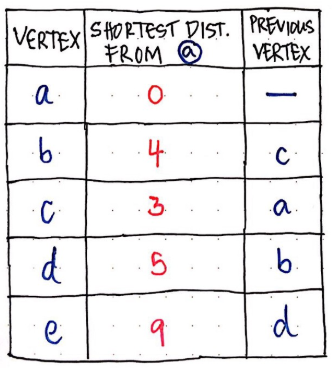 VERTEX SHORTEST DIST. FROM ⓐ PREVIOUS VERTEX
a 0 —
b 4 c
c 3 a
d 5 b
e 9 d